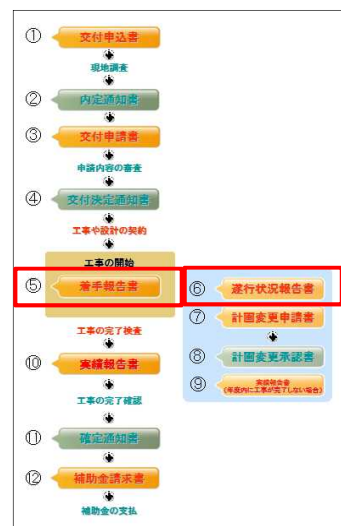 ① 交付申込書
現地調査
② 内定通知書
③ 交付申請書
申請内容の審査
④ 交付決定通知書
工事や設計の契約
工事の開始
⑤ 着手報告書
⑥ 遂行状況報告書
⑦ 計画変更申請書
⑧ 計画変更承認書
⑨ 実績報告書
(年度内に工事が完了しない場合)
工事の完了検査
⑩ 実績報告書
工事の完了確認
⑪ 確定通知書
⑫ 補助金請求書
補助金の支払